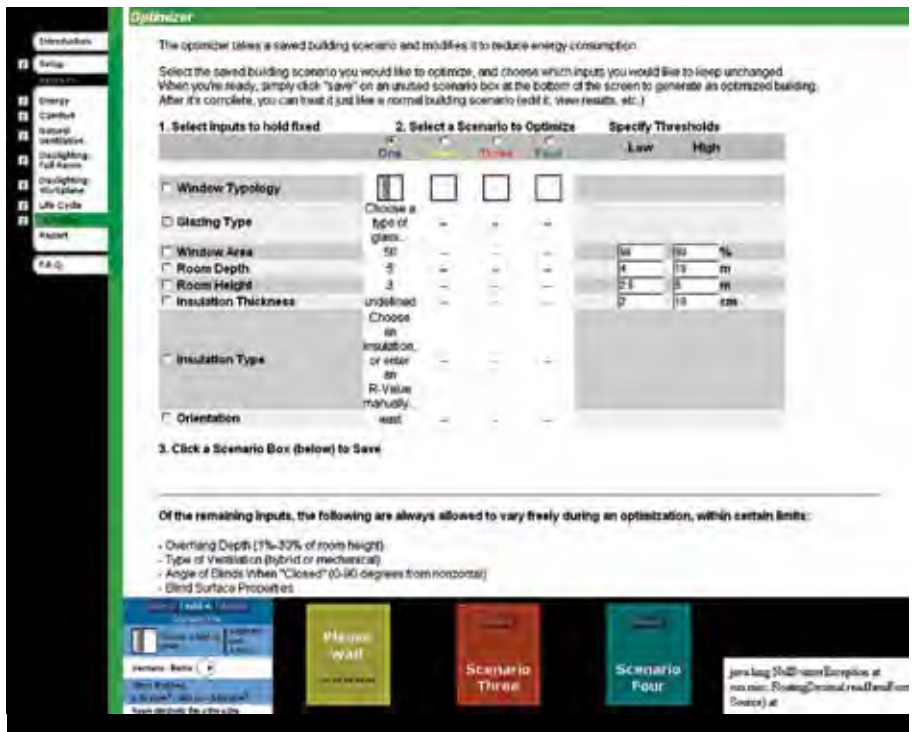 Optimizer
The optimizer takes a saved building scenario and modifies it to reduce energy consumption.
Select the saved building scenario you would like to optimize, and choose which inputs you would like to keep unchanged.
When you're ready, simply click "save" on an unused scenario box at the bottom of the screen to generate an optimized building.
After it's complete, you can treat it just like a normal building scenario (edit it, view results, etc.)
Introduction
Setup
Energy
Comfort
Natural
Ventilation
Daylighting:
Full Room
Daylighting:
Workplane
Life Cycle
Report
F.A.Q.
1. Select Inputs to hold fixed 2. Select a Scenario to Optimize Specify Thresholds
One Three Four Low High
Window Typology
Glazing Type Choose a type of glass... -- -- --
Window Area 50 -- -- -- %
Room Depth 5 -- -- -- 4 m
Room Height 3 -- -- -- m
Insulation Thickness undefined -- -- -- 2 cm
Insulation Type Choose an insulation, or enter an R-Value manually... -- -- --
Orientation east -- -- --
3. Click a Scenario Box (below) to Save
Of the remaining inputs, the following are always allowed to vary freely during an optimization, within certain limits:
- Overhang Depth (1%-30% of room height)
- Type of Ventilation (hybrid or mechanical)
- Angle of Blinds When "Closed" (0-90 degrees from horizontal)
- Blind Surface Properties
Please
Wait
Scenario
Three
Scenario
Four
java.lang.NullPointerException at
Source) at